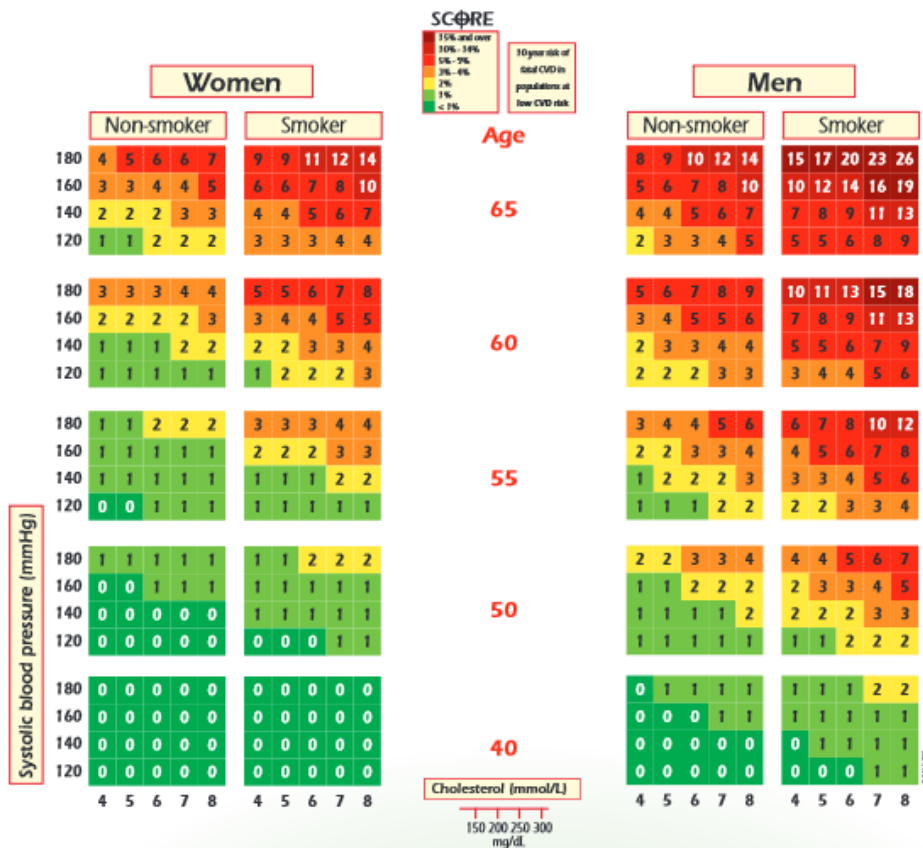 SCORE
15% and over
10% - 14%
5% - 9%
3% - 4%
2%
1%
< 1%
10 year risk of
fatal CVD in
populations at
low CVD risk
Women
Men
Non-smoker Smoker Age Non-smoker Smoker
180 4 5 6 6 7 9 9 11 12 14 8 9 10 12 14 15 17 20 23 26
160 3 3 4 4 5 6 6 7 8 10 5 6 7 8 10 10 12 14 16 19
65
140 2 2 2 3 3 4 4 5 6 7 4 4 5 6 7 7 8 9 11 13
120 1 1 2 2 2 3 3 3 4 4 2 3 3 4 5 5 5 6 8 9
180 3 3 3 4 4 5 5 6 7 8 5 6 7 8 9 10 11 13 15 18
160 2 2 2 2 3 3 4 4 5 5 3 4 5 5 6 7 8 9 11 13
60
140 1 1 1 2 2 2 2 3 3 4 2 3 3 4 4 5 5 6 7 9
120 1 1 1 1 1 1 2 2 2 3 2 2 2 3 3 3 4 4 5 6
180 1 1 2 2 2 3 3 3 4 4 3 4 4 5 6 6 7 8 10 12
160 1 1 1 1 1 2 2 2 3 3 2 2 3 3 4 4 5 6 7 8
55
140 1 1 1 1 1 1 1 1 2 2 1 2 2 2 3 3 3 4 5 6
120 0 0 1 1 1 1 1 1 1 1 1 1 1 2 2 2 2 3 3 4
Systolic blood pressure (mmHg)
180 1 1 1 1 1 1 1 2 2 2 2 2 3 3 4 4 4 5 6 7
160 0 0 1 1 1 1 1 1 1 1 1 1 2 2 2 2 3 3 4 5
50
140 0 0 0 0 0 1 1 1 1 1 1 1 1 1 2 2 2 2 3 3
120 0 0 0 0 0 0 0 0 1 1 1 1 1 1 1 1 1 2 2 2
180 0 0 0 0 0 0 0 0 0 0 0 1 1 1 1 1 1 1 2 2
160 0 0 0 0 0 0 0 0 0 0 0 0 0 1 1 1 1 1 1 1
140 0 0 0 0 0 0 0 0 0 0 0 0 0 0 0 0 1 1 1 1
40
120 0 0 0 0 0 0 0 0 0 0 0 0 0 0 0 0 0 0 1 1
4 5 6 7 8 4 5 6 7 8 Cholesterol (mmol/L) 4 5 6 7 8 4 5 6 7 8
150 200 250 300
mg/dl.